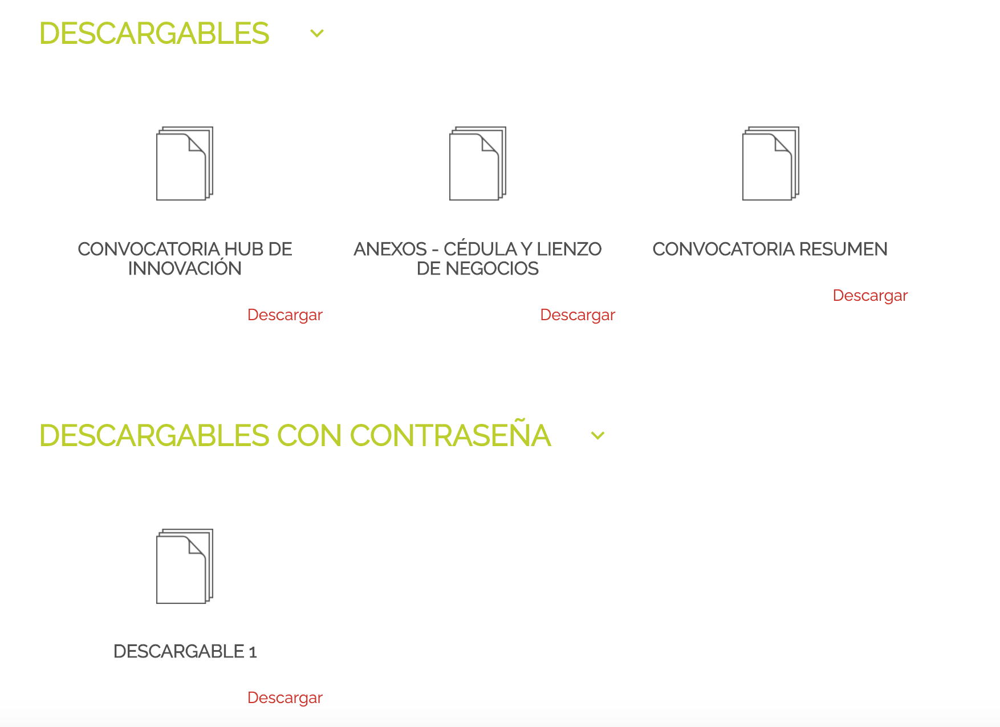 DESCARGABLES
CONVOCATORIA HUB DE
INNOVACIÓN
Descargar
ANEXOS - CÉDULA Y LIENZO
DE NEGOCIOS
Descargar
CONVOCATORIA RESUMEN
Descargar
DESCARGABLES CON CONTRASEÑA
DESCARGABLE 1
Descargar